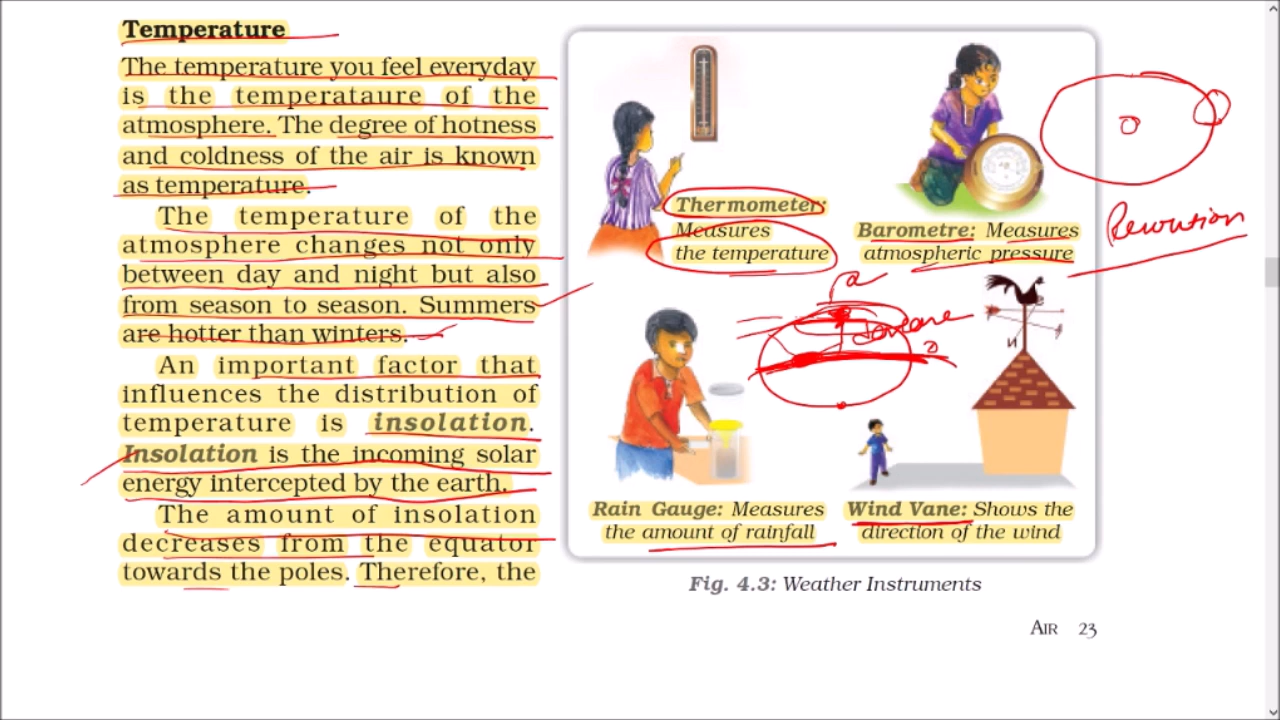 Temperature
The temperature you feel everyday
is the temperataure of the
atmosphere. The degree of hotness
and coldness of the air is known
as temperature.
The temperature of the
atmosphere changes not only
between day and night but also
from season to season. Summers
are hotter than winters.
An important factor that
influences the distribution of
temperature is insolation.
Insolation is the incoming solar
energy intercepted by the earth.
The amount of insolation
decreases from the equator
towards the poles. Therefore, the
Thermometer:
Measures
the temperature
Barometre: Measures
atmospheric pressure
Rain Gauge: Measures
the amount of rainfall
Wind Vane: Shows the
direction of the wind
Fig. 4.3: Weather Instruments
AIR 23